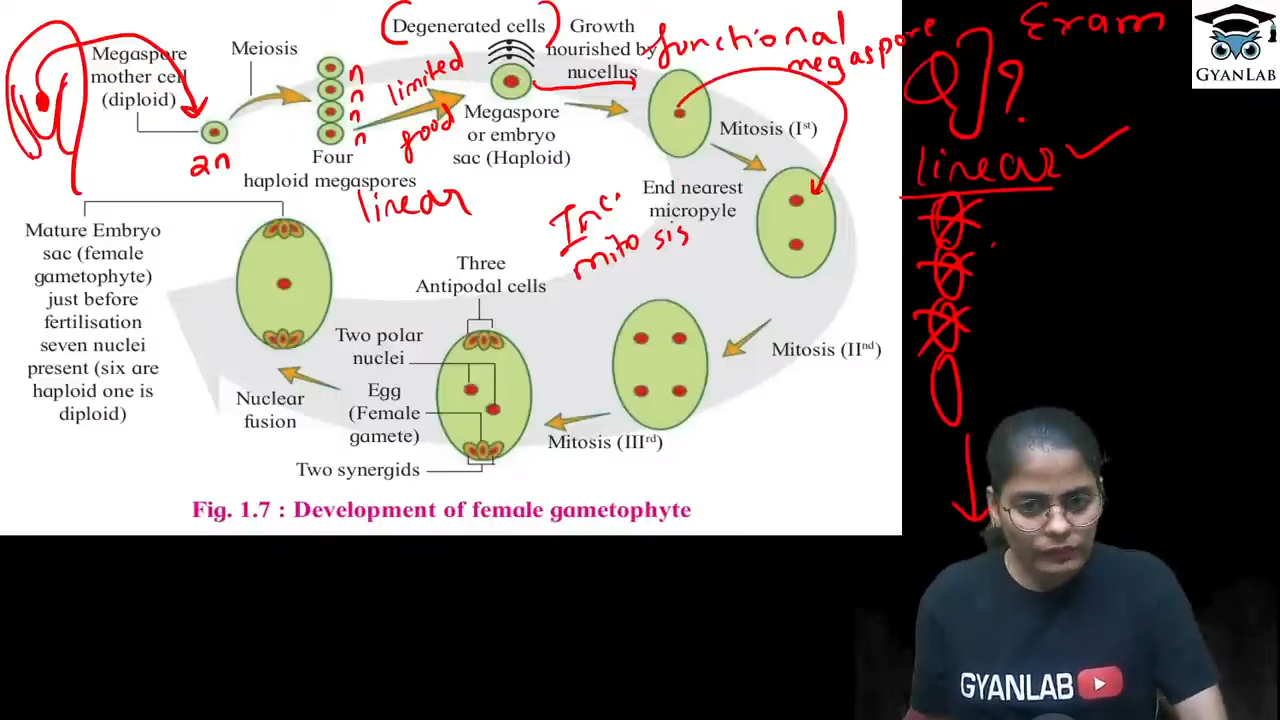 Degenerated cells
Growth
nourished by
nucellus
functional
megaspore
Exam
Q]?
GYANLAB
Megaspore
mother cell
(diploid)
Meiosis
n
n
n
n
limited
food
2n
Four
haploid megaspores
linear
Megaspore
or embryo
sac (Haploid)
Mitosis (Ist)
linear ✓
End nearest
micropyle
Inc.
mitosis
Mature Embryo
sac (female
gametophyte)
just before
fertilisation
seven nuclei
present (six are
haploid one is
diploid)
Three
Antipodal cells
Two polar
nuclei
Egg
(Female
gamete)
Two synergids
Nuclear
fusion
Mitosis (IInd)
Mitosis (IIIrd)
Fig. 1.7 : Development of female gametophyte
GYANLAB